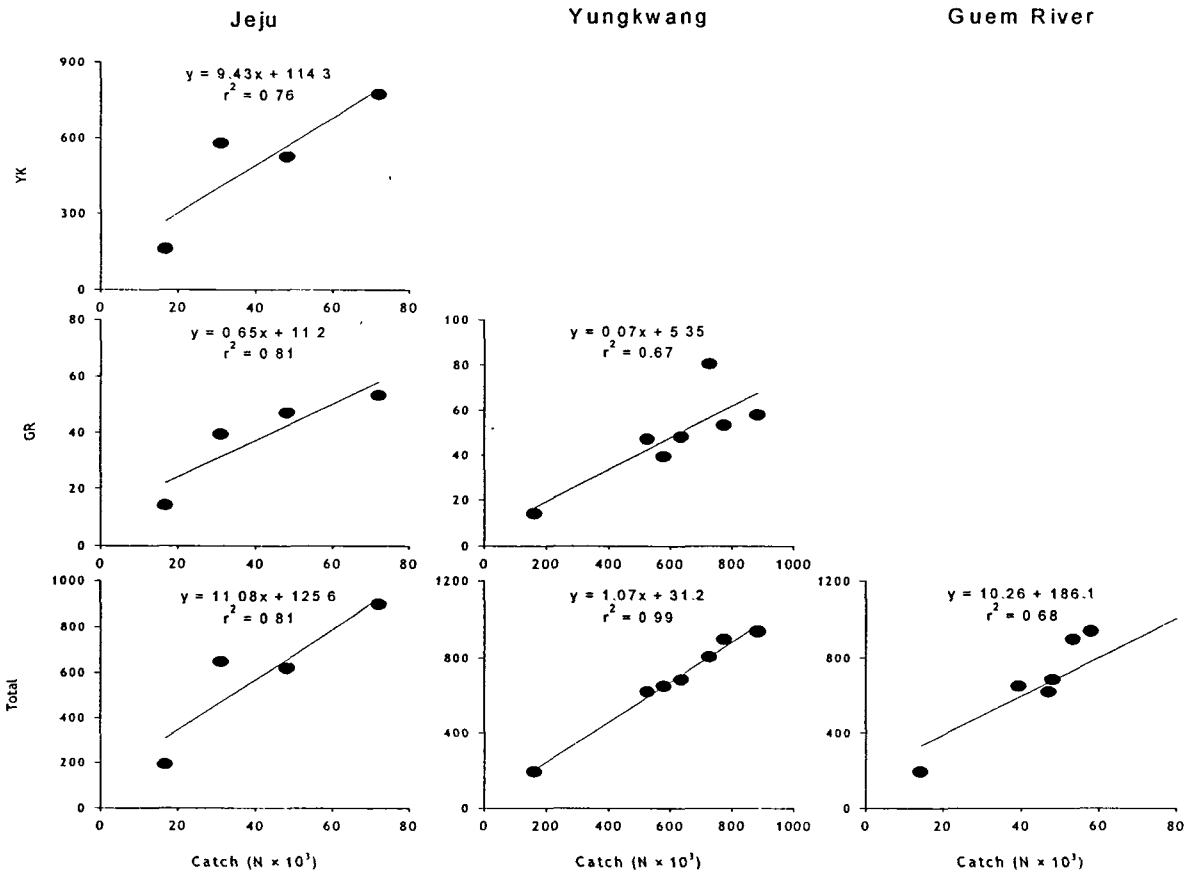 Jeju Yungkwang Guem River
y = 9.43x + 114 3
r² = 0 76
900
600
300
0
YK
0 20 40 60 80
y = 0.65x + 11 2
r² = 0 81
80
60
40
20
0
GR
0 20 40 60 80
y = 0.07x + 5 35
r² = 0.67
100
80
60
40
20
0
0 200 400 600 800 1000
y = 11.08x + 125 6
r² = 0 81
1000
800
600
400
200
0
Total
0 20 40 60 80
Catch (N × 10³)
y = 1.07x + 31.2
r² = 0 99
1200
800
400
0
0 200 400 600 800 1000
Catch (N × 10³)
y = 10.26 + 186.1
r² = 0 68
1200
800
400
0
0 20 40 60 80
Catch (N × 10³)